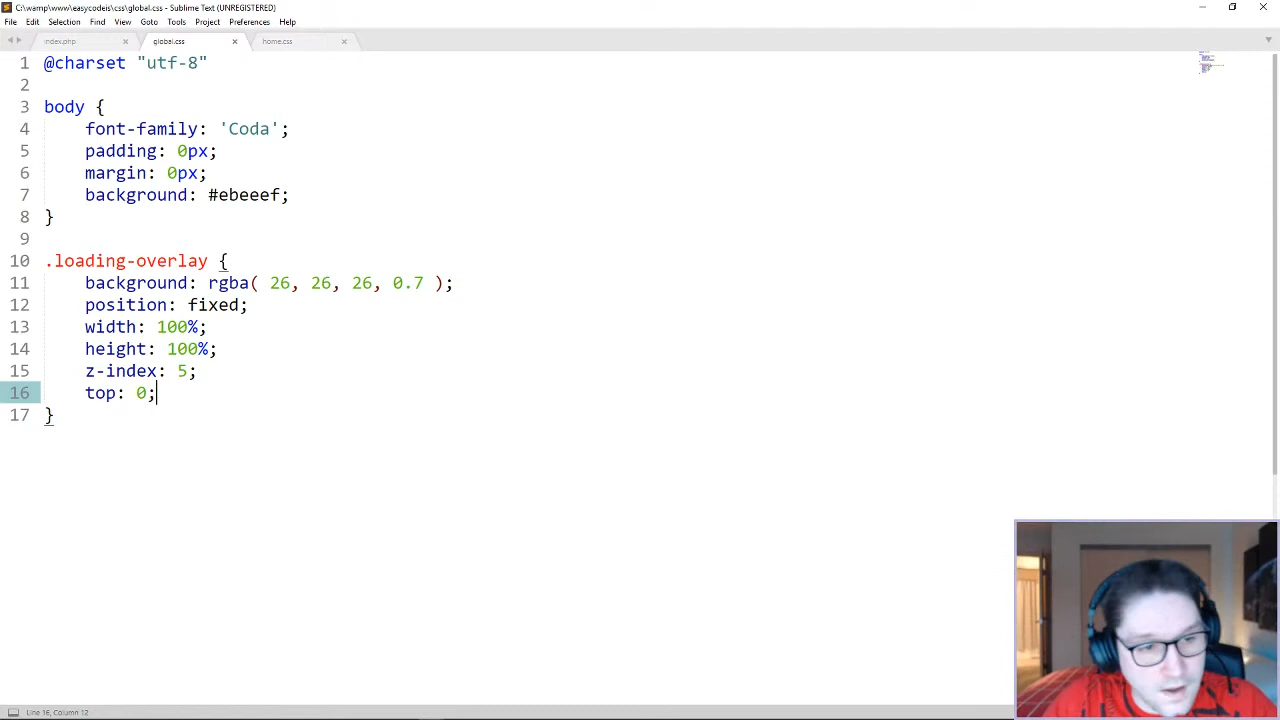 C:\wamp\www\easycodeis\css\global.css - Sublime Text (UNREGISTERED)
File Edit Selection Find View Goto Tools Project Preferences Help
index.php global.css home.css
1 @charset "utf-8"
2
3 body {
4 font-family: 'Coda';
5 padding: 0px;
6 margin: 0px;
7 background: #ebeeef;
8 }
9
10 .loading-overlay {
11 background: rgba( 26, 26, 26, 0.7 );
12 position: fixed;
13 width: 100%;
14 height: 100%;
15 z-index: 5;
16 top: 0;
17 }
Line 16, Column 12